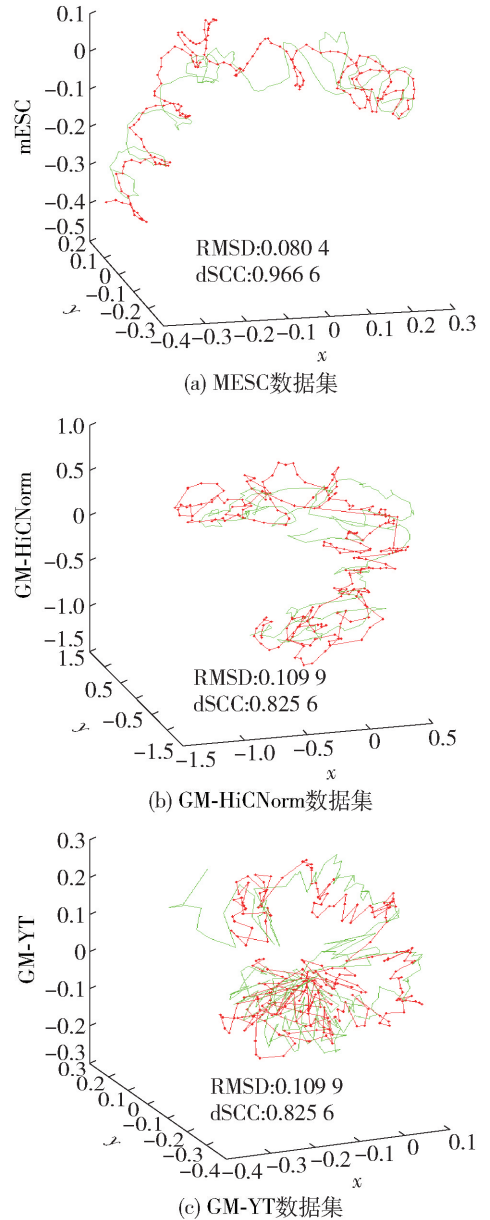 0.1
0
−0.1
−0.2
−0.3
−0.4
−0.5
mESC
0.2
0.1
0
−0.1
−0.2
−0.3
y
RMSD:0.080 4
dSCC:0.966 6
−0.4 −0.3 −0.2 −0.1 0 0.1 0.2 0.3
x
(a) MESC数据集
1.0
0.5
0
−0.5
−1.0
−1.5
GM-HiCNorm
1.5
0.5
−0.5
−1.5
y
RMSD:0.109 9
dSCC:0.825 6
−1.5 −1.0 −0.5 0 0.5
x
(b) GM-HiCNorm数据集
0.3
0.2
0.1
0
−0.1
−0.2
−0.3
GM-YT
0.3
0.2
0.1
0
−0.1
−0.2
−0.3
−0.4
y
RMSD:0.109 9
dSCC:0.825 6
−0.4 −0.3 −0.2 −0.1 0 0.1
x
(c) GM-YT数据集